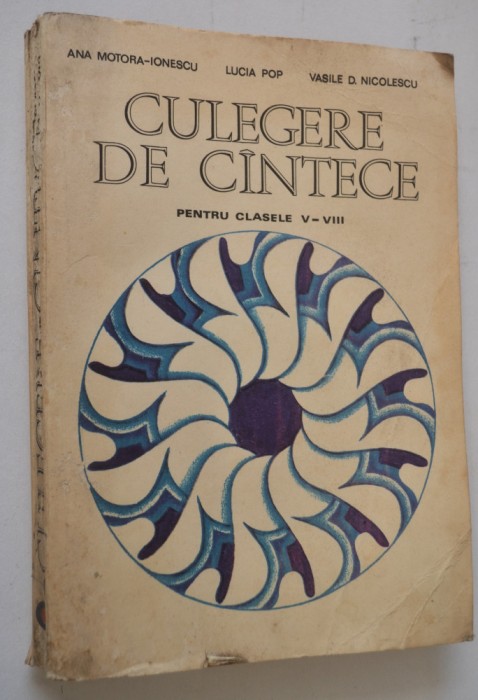 ANA MOTORA-IONESCU LUCIA POP VASILE D. NICOLESCU
CULEGERE
DE CÎNTECE
PENTRU CLASELE V-VIII